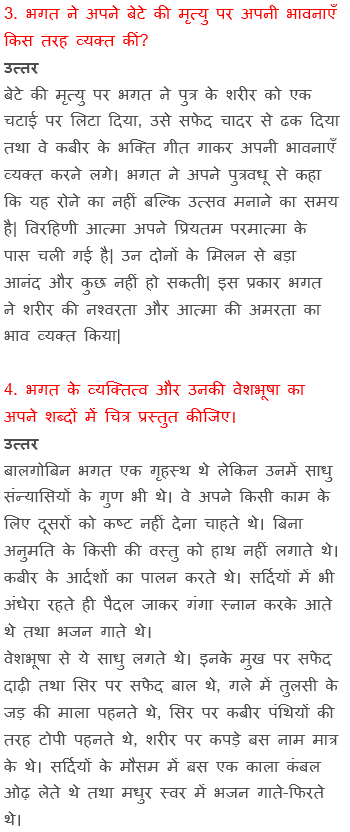 3. भगत ने अपने बेटे की मृत्यु पर अपनी भावनाएँ
किस तरह व्यक्त कीं?
उत्तर
बेटे की मृत्यु पर भगत ने पुत्र के शरीर को एक
चटाई पर लिटा दिया, उसे सफेद चादर से ढक दिया
तथा वे कबीर के भक्ति गीत गाकर अपनी भावनाएँ
व्यक्त करने लगे। भगत ने अपने पुत्रवधू से कहा
कि यह रोने का नहीं बल्कि उत्सव मनाने का समय
है| विरहिणी आत्मा अपने प्रियतम परमात्मा के
पास चली गई है| उन दोनों के मिलन से बड़ा
आनंद और कुछ नहीं हो सकती| इस प्रकार भगत
ने शरीर की नश्वरता और आत्मा की अमरता का
भाव व्यक्त किया|
4. भगत के व्यक्तित्व और उनकी वेशभूषा का
अपने शब्दों में चित्र प्रस्तुत कीजिए।
उत्तर
बालगोबिन भगत एक गृहस्थ थे लेकिन उनमें साधु
संन्यासियों के गुण भी थे। वे अपने किसी काम के
लिए दूसरों को कष्ट नहीं देना चाहते थे। बिना
अनुमति के किसी की वस्तु को हाथ नहीं लगाते थे।
कबीर के आर्दशों का पालन करते थे। सर्दियों में भी
अंधेरा रहते ही पैदल जाकर गंगा स्नान करके आते
थे तथा भजन गाते थे।
वेशभूषा से ये साधु लगते थे। इनके मुख पर सफेद
दाढ़ी तथा सिर पर सफेद बाल थे, गले में तुलसी के
जड़ की माला पहनते थे, सिर पर कबीर पंथियों की
तरह टोपी पहनते थे, शरीर पर कपड़े बस नाम मात्र
के थे। सर्दियों के मौसम में बस एक काला कंबल
ओढ़ लेते थे तथा मधुर स्वर में भजन गाते-फिरते
थे।